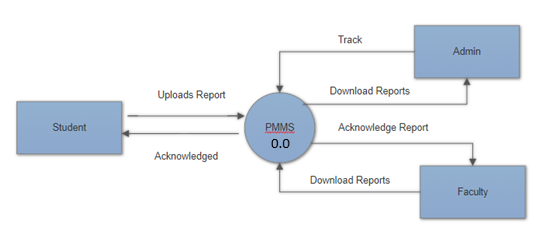 Track
Admin
Download Reports
Uploads Report
Student
PMMS
0.0
Acknowledge Report
Acknowledged
Download Reports
Faculty